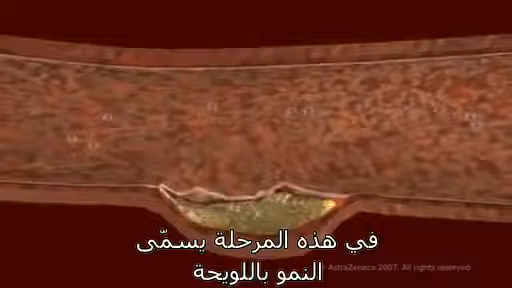 في هذه المرحلة يسمّى
النمو باللويحة
© AstraZeneca 2007. All rights reserved